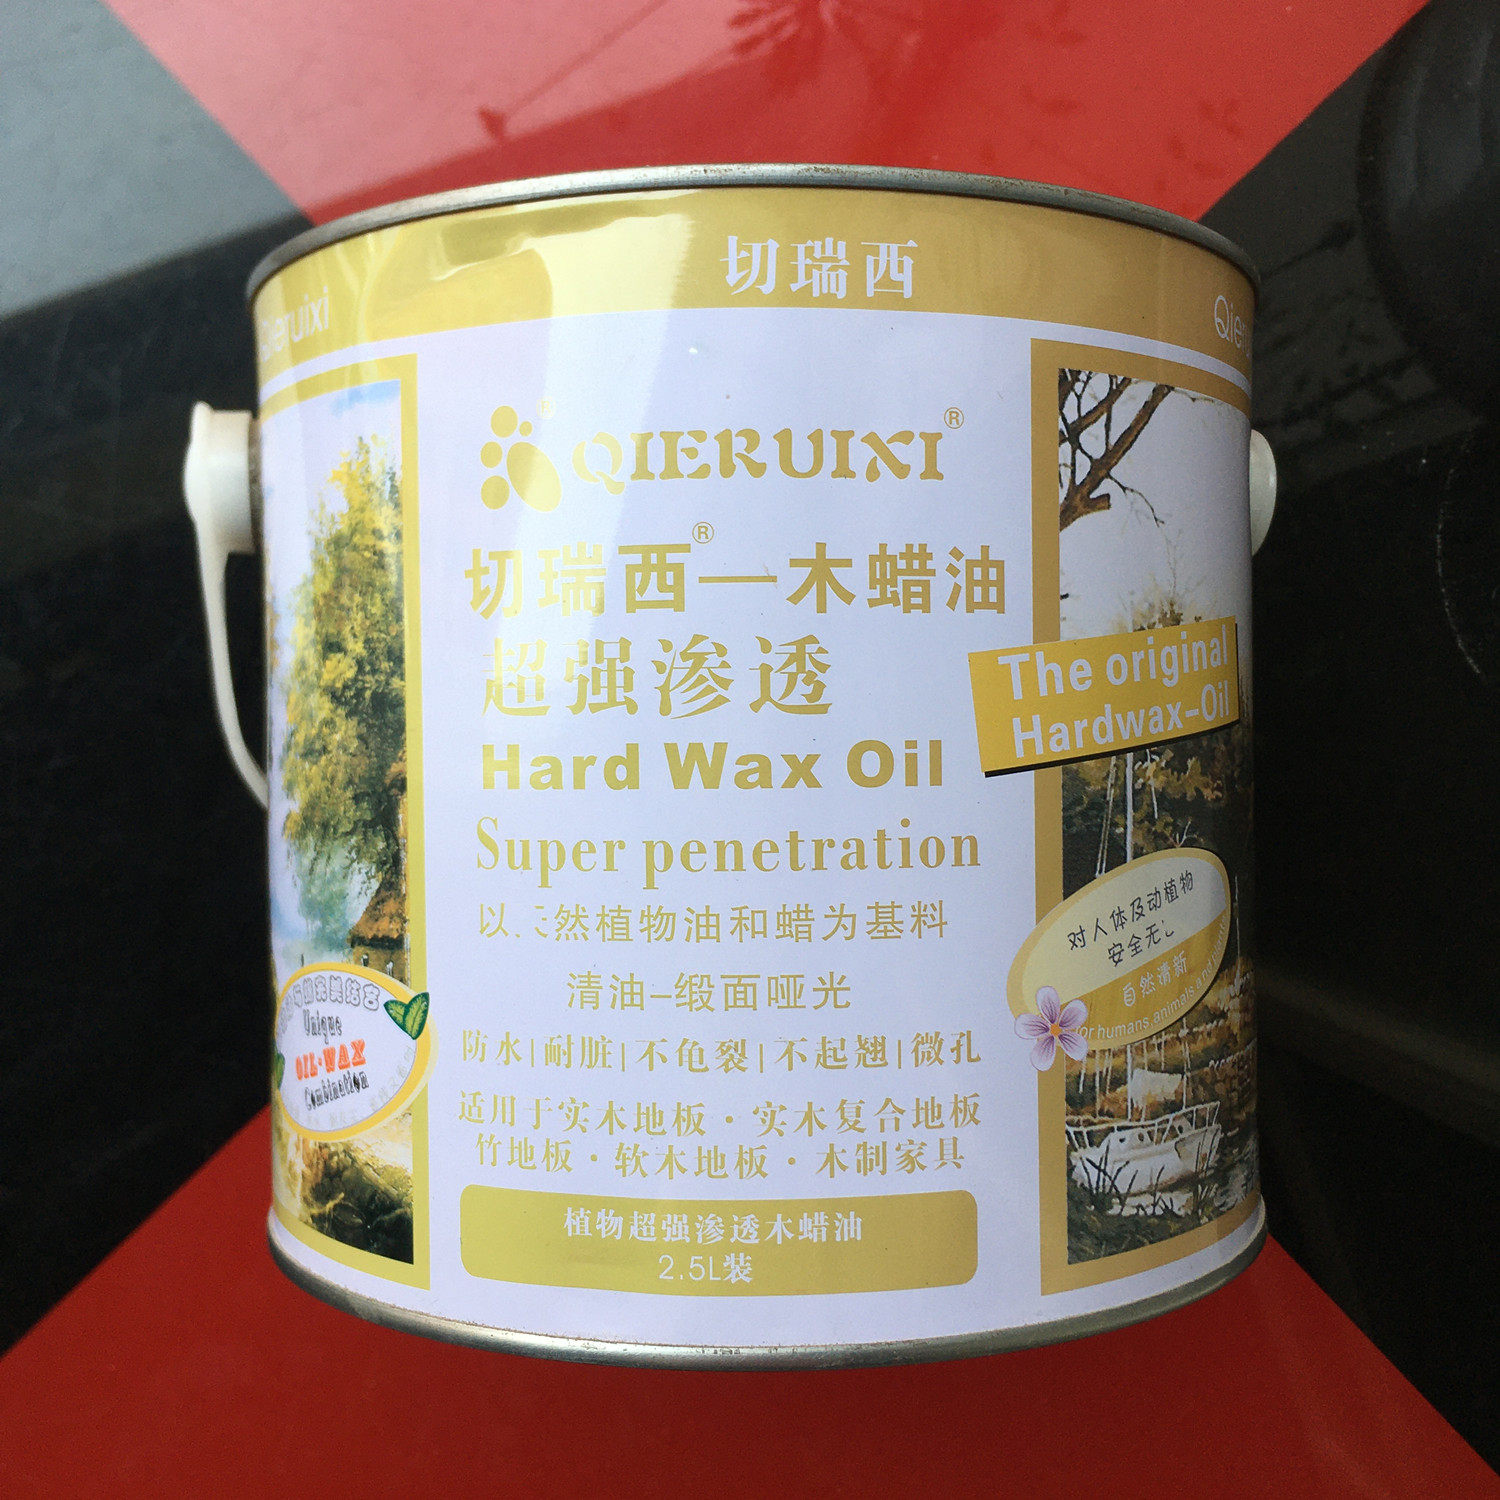 切瑞西
QIERUIXI®
切瑞西®—木蜡油
超强渗透
Hard Wax Oil
Super penetration
以天然植物油和蜡为基料
清油-缎面哑光
防水|耐脏|不龟裂|不起翘|微孔
适用于实木地板·实木复合地板
竹地板·软木地板·木制家具
植物超强渗透木蜡油
2.5L装
The original
Hardwax-Oil
对人体及动植物
安全无
自然清新
for humans, animals and
Unique
OIL-WAX
Combination